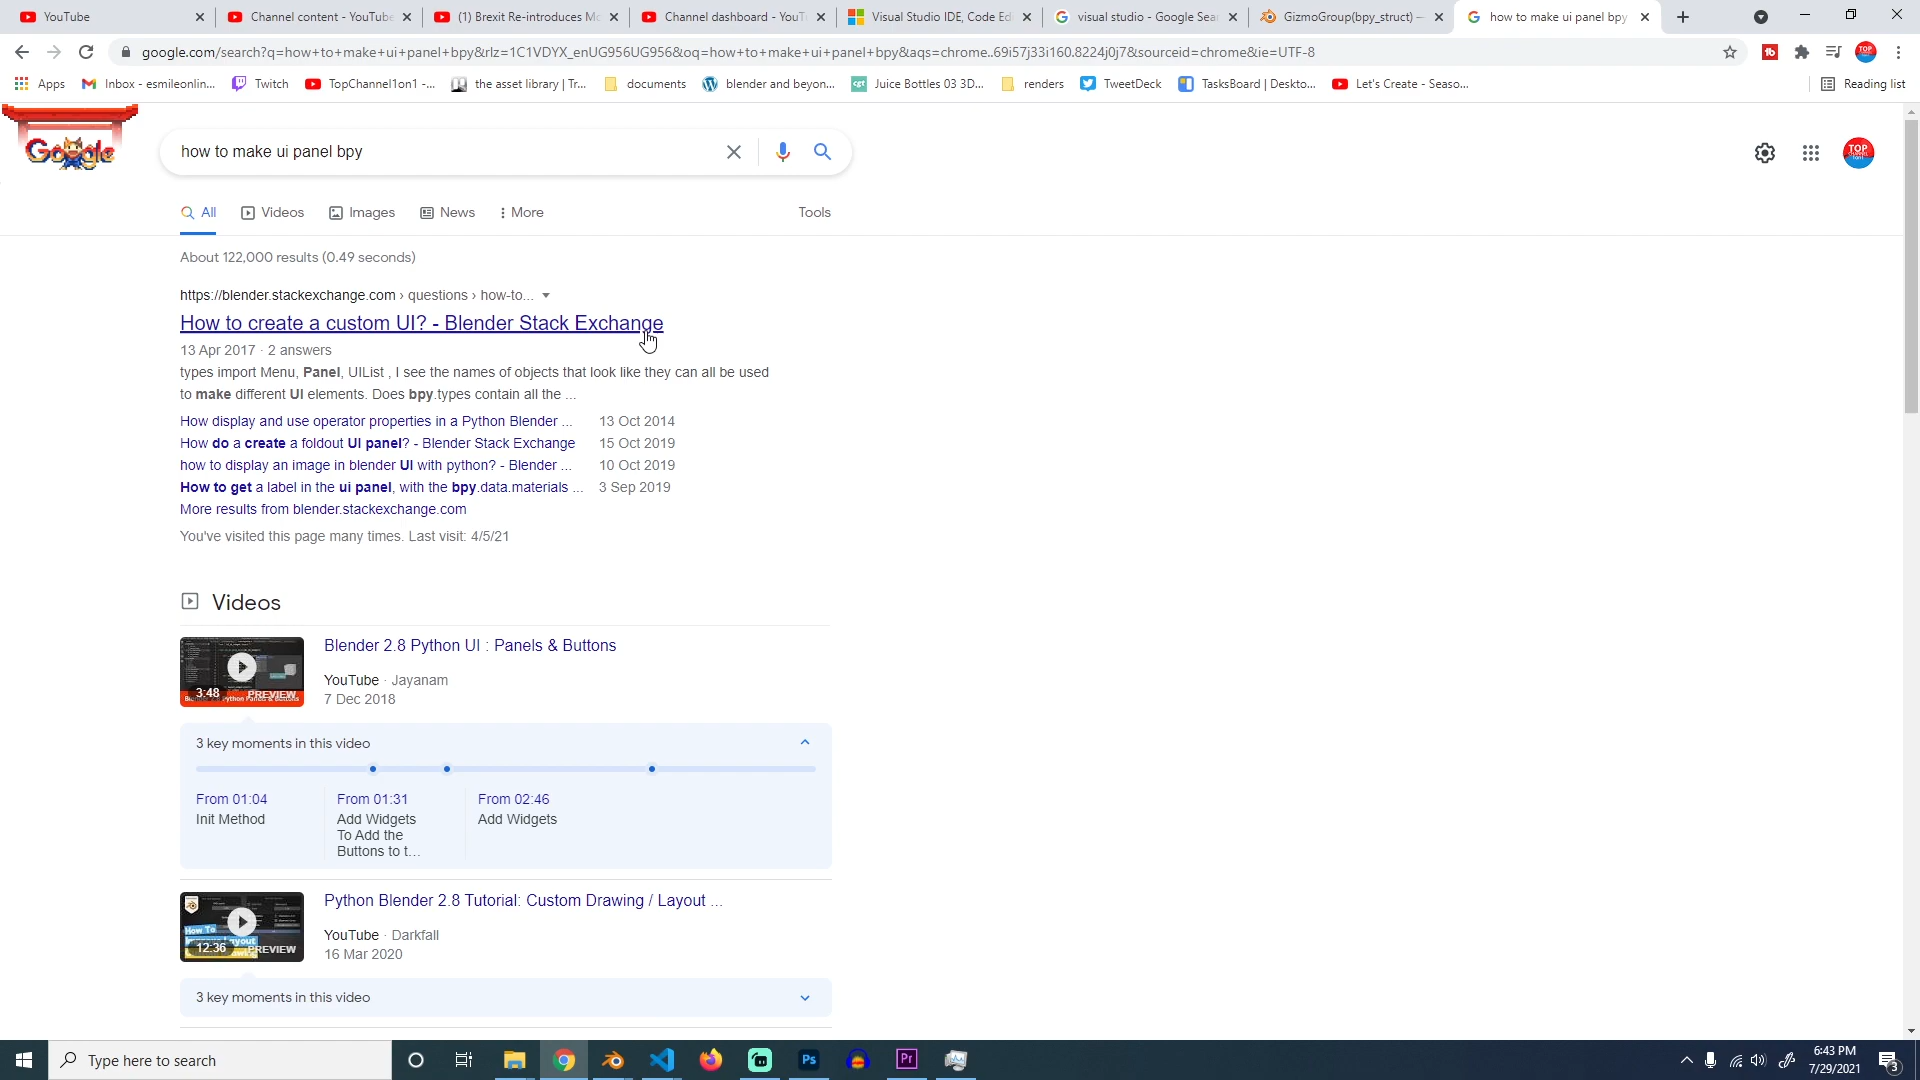 YouTube
Channel content - YouTube
(1) Brexit Re-introduces Mo
Channel dashboard - YouT
Visual Studio IDE, Code Ed
visual studio - Google Sea
GizmoGroup(bpy_struct) —
how to make ui panel bpy
google.com/search?q=how+to+make+ui+panel+bpy&rlz=1C1VDYX_enUG956UG956&oq=how+to+make+ui+panel+bpy&aqs=chrome..69i57j33i160.8224j0j7&sourceid=chrome&ie=UTF-8
Apps
Inbox - esmileonlin...
Twitch
TopChannel1on1 -...
the asset library | Tr...
documents
blender and beyon...
Juice Bottles 03 3D...
renders
TweetDeck
TasksBoard | Deskto...
Let's Create - Seaso...
Reading list
Google
how to make ui panel bpy
TOP
All
Videos
Images
News
More
Tools
About 122,000 results (0.49 seconds)
https://blender.stackexchange.com › questions › how-to...
How to create a custom UI? - Blender Stack Exchange
13 Apr 2017 · 2 answers
types import Menu, Panel, UIList , I see the names of objects that look like they can all be used
to make different UI elements. Does bpy.types contain all the ...
How display and use operator properties in a Python Blender ... 13 Oct 2014
How do a create a foldout UI panel? - Blender Stack Exchange 15 Oct 2019
how to display an image in blender UI with python? - Blender ... 10 Oct 2019
How to get a label in the ui panel, with the bpy.data.materials ... 3 Sep 2019
More results from blender.stackexchange.com
You've visited this page many times. Last visit: 4/5/21
Videos
3:48
PREVIEW
Blender 2.8 Python UI : Panels & Buttons
YouTube · Jayanam
7 Dec 2018
3 key moments in this video
From 01:04
Init Method
From 01:31
Add Widgets
To Add the
Buttons to t...
From 02:46
Add Widgets
How To
12:36
PREVIEW
Python Blender 2.8 Tutorial: Custom Drawing / Layout ...
YouTube · Darkfall
16 Mar 2020
3 key moments in this video
Type here to search
Ps
Pr
6:43 PM
7/29/2021
3